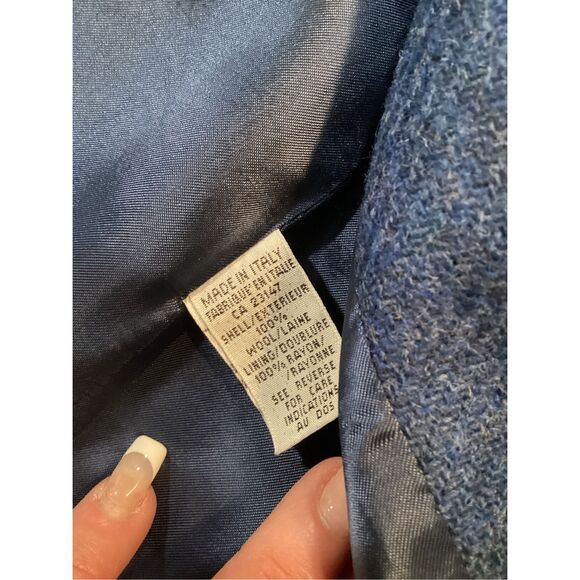 MADE IN ITALY
FABRIQUÉ EN ITALIE
CA 23147
SHELL/EXTERIEUR
100%
WOOL/LAINE
LINING/DOUBLURE
100% RAYON/
/RAYONNE
SEE REVERSE
FOR CARE
INDICATIONS
AU DOS